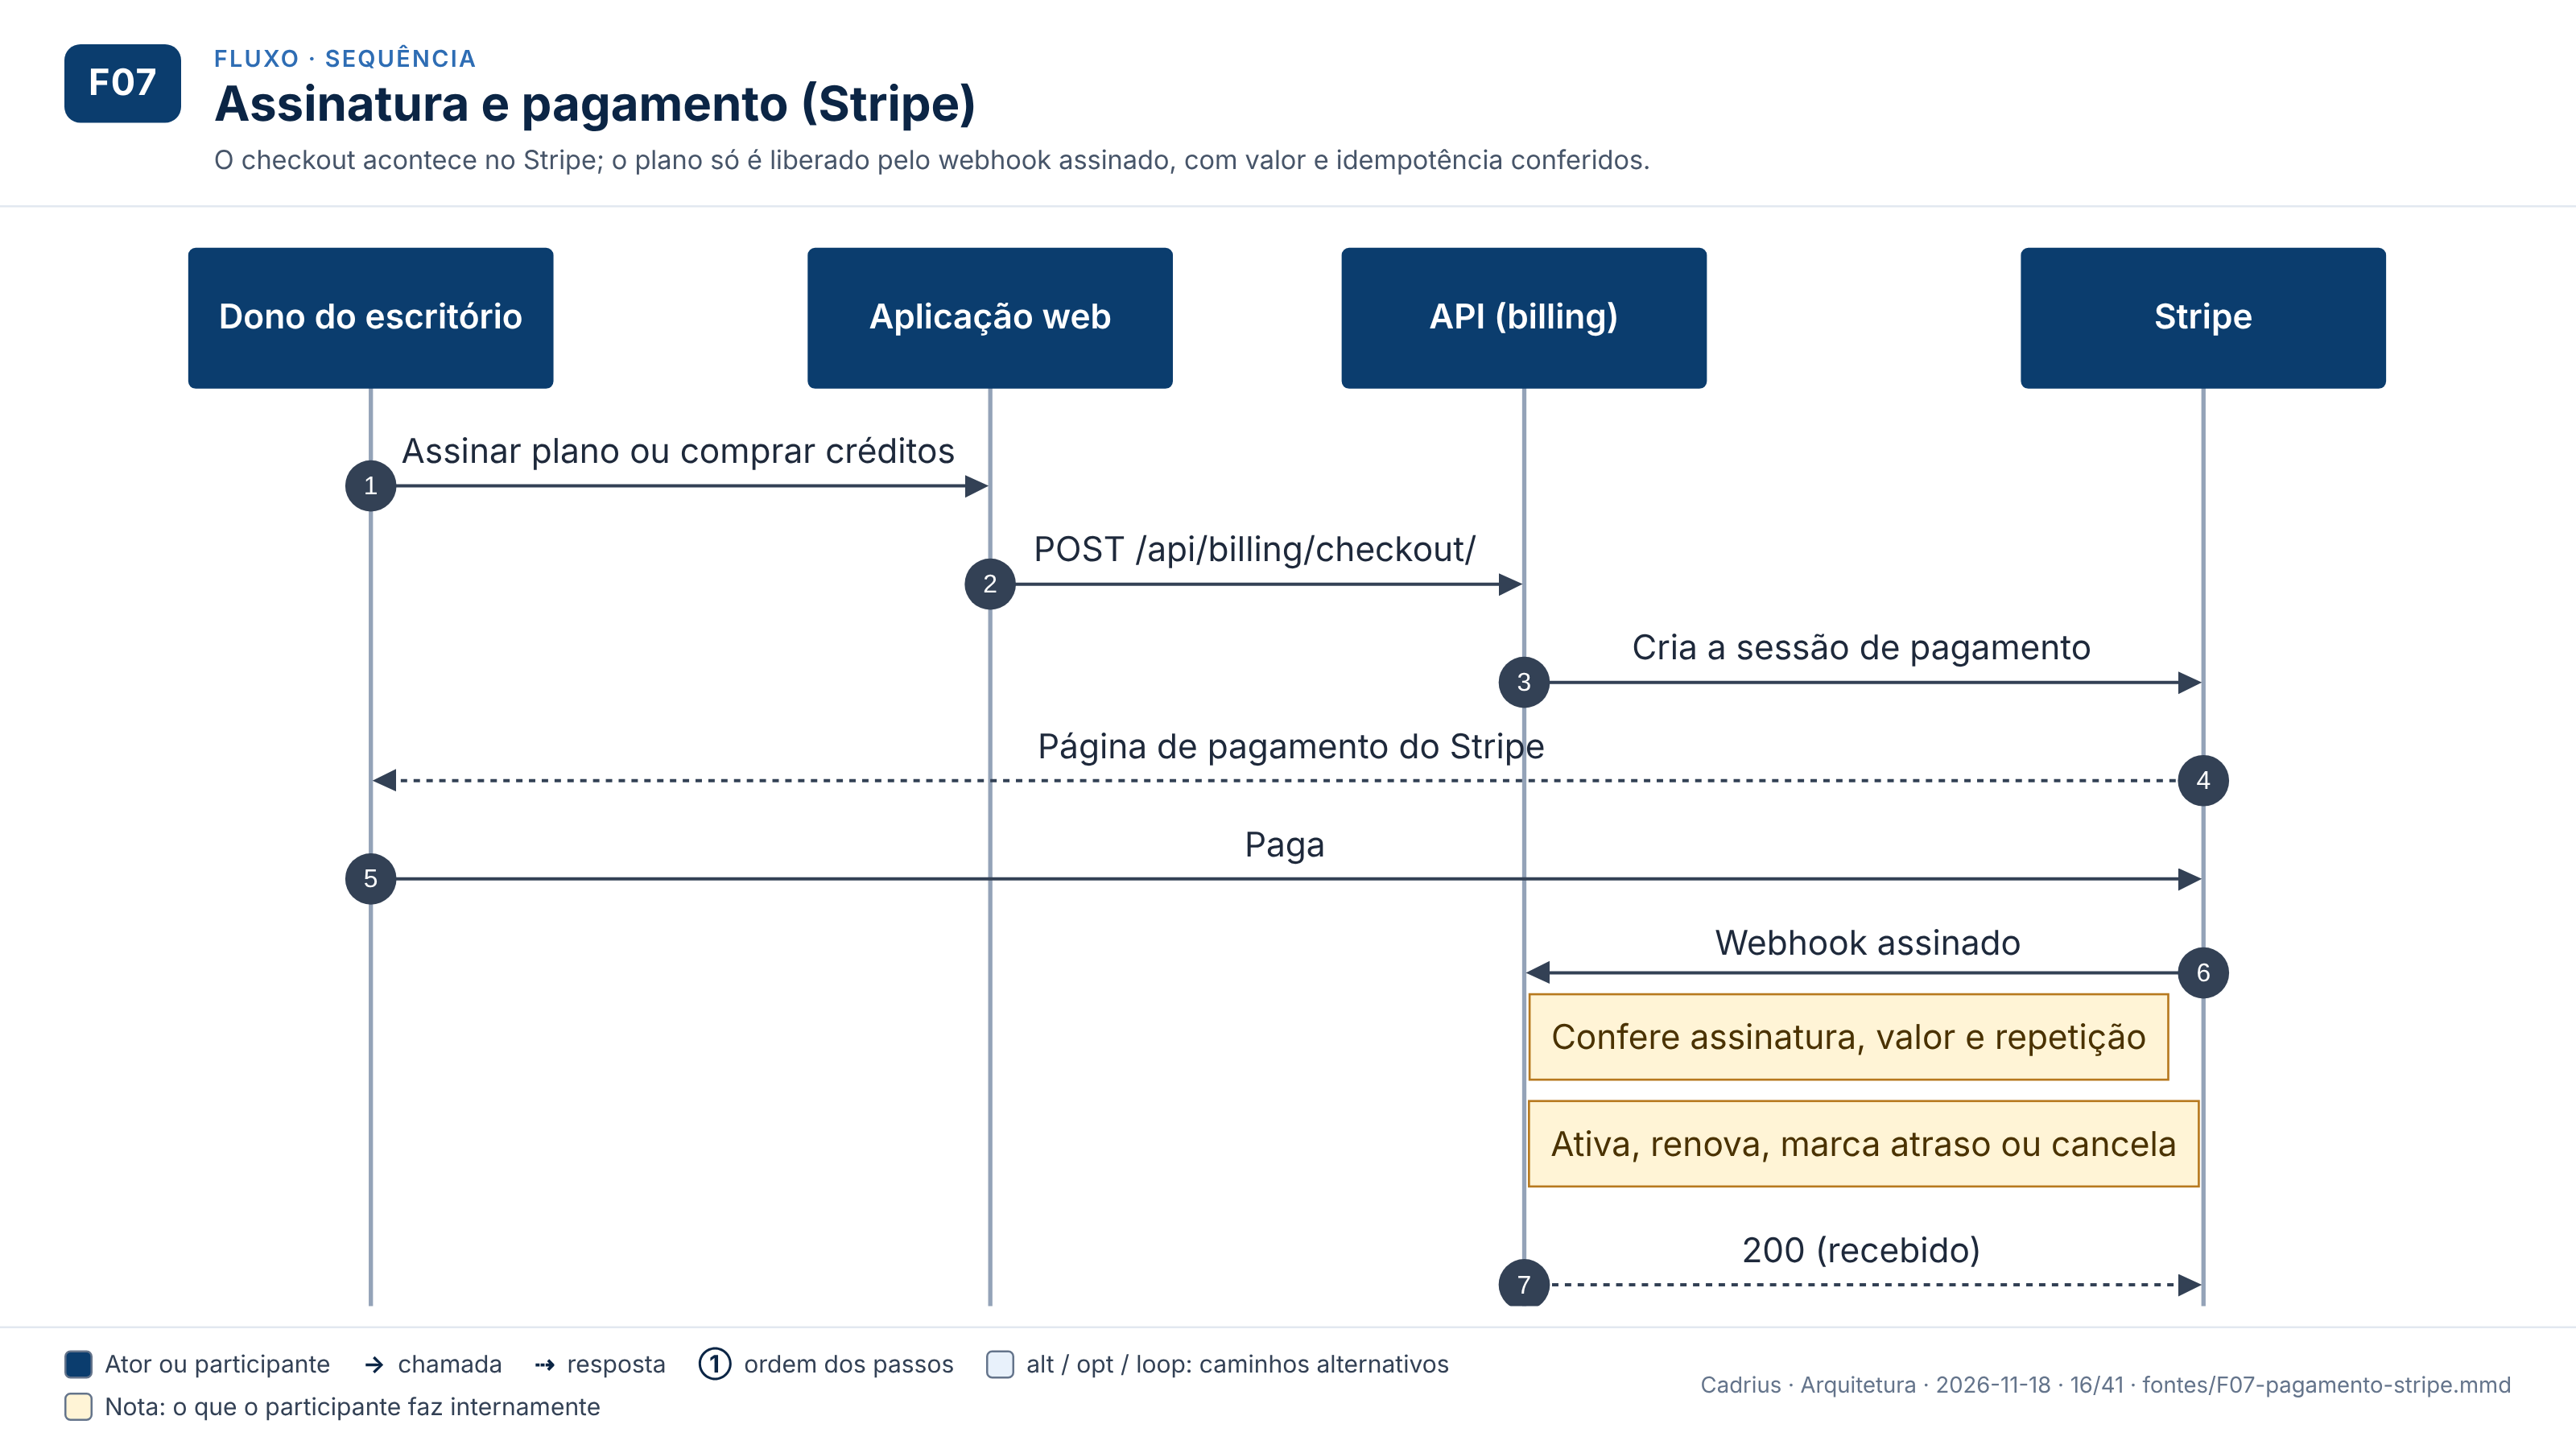 F07
FLUXO · SEQUÊNCIA
Assinatura e pagamento (Stripe)
O checkout acontece no Stripe; o plano só é liberado pelo webhook assinado, com valor e idempotência conferidos.
Dono do escritório
Aplicação web
API (billing)
Stripe
Assinar plano ou comprar créditos
1
POST /api/billing/checkout/
2
Cria a sessão de pagamento
3
Página de pagamento do Stripe
4
Paga
5
Webhook assinado
6
Confere assinatura, valor e repetição
Ativa, renova, marca atraso ou cancela
200 (recebido)
7
Ator ou participante → chamada ⇢ resposta 1 ordem dos passos alt / opt / loop: caminhos alternativos
Nota: o que o participante faz internamente
Cadrius · Arquitetura · 2026-11-18 · 16/41 · fontes/F07-pagamento-stripe.mmd